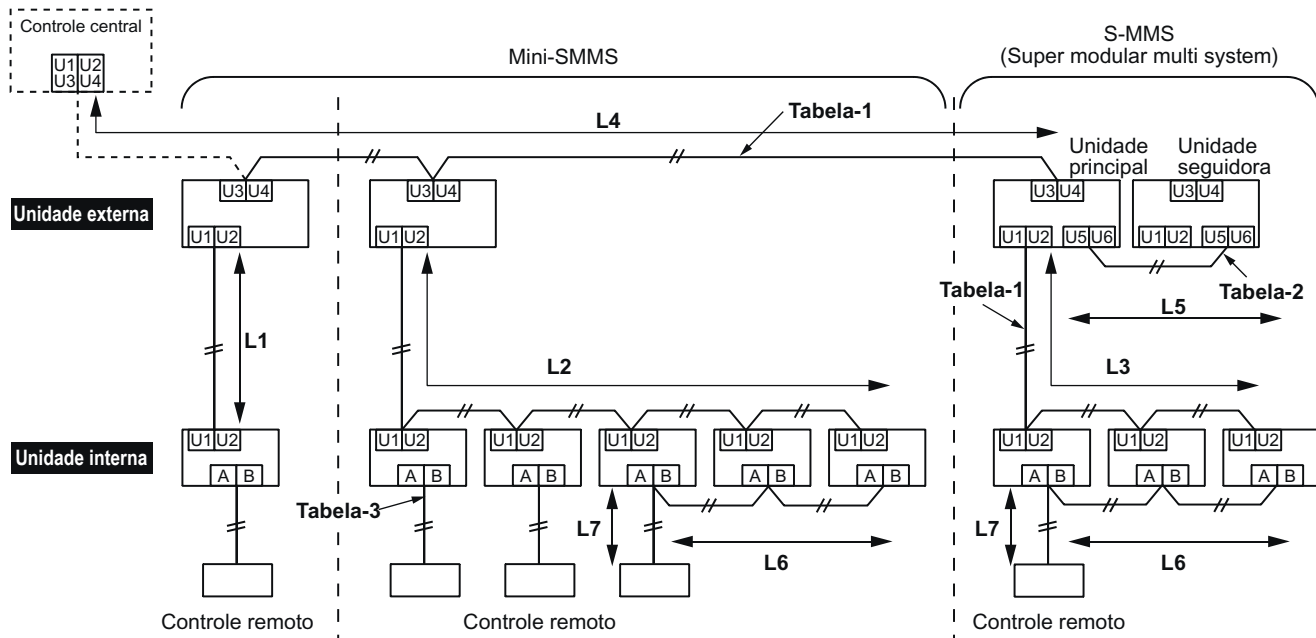 Controle central
U1 U2
U3 U4
Mini-SMMS
S-MMS
(Super modular multi system)
L4
Tabela-1
Unidade principal
Unidade seguidora
Unidade externa
U3 U4
U3 U4
U3 U4
U3 U4
U1 U2
U1 U2
U1 U2
U5 U6
U1 U2
U5 U6
Tabela-1
Tabela-2
L5
L1
L2
L3
Unidade interna
U1 U2
U1 U2
U1 U2
U1 U2
U1 U2
U1 U2
U1 U2
U1 U2
U1 U2
A B
A B
A B
A B
A B
A B
A B
A B
A B
Tabela-3
L7
L6
L7
L6
Controle remoto
Controle remoto
Controle remoto